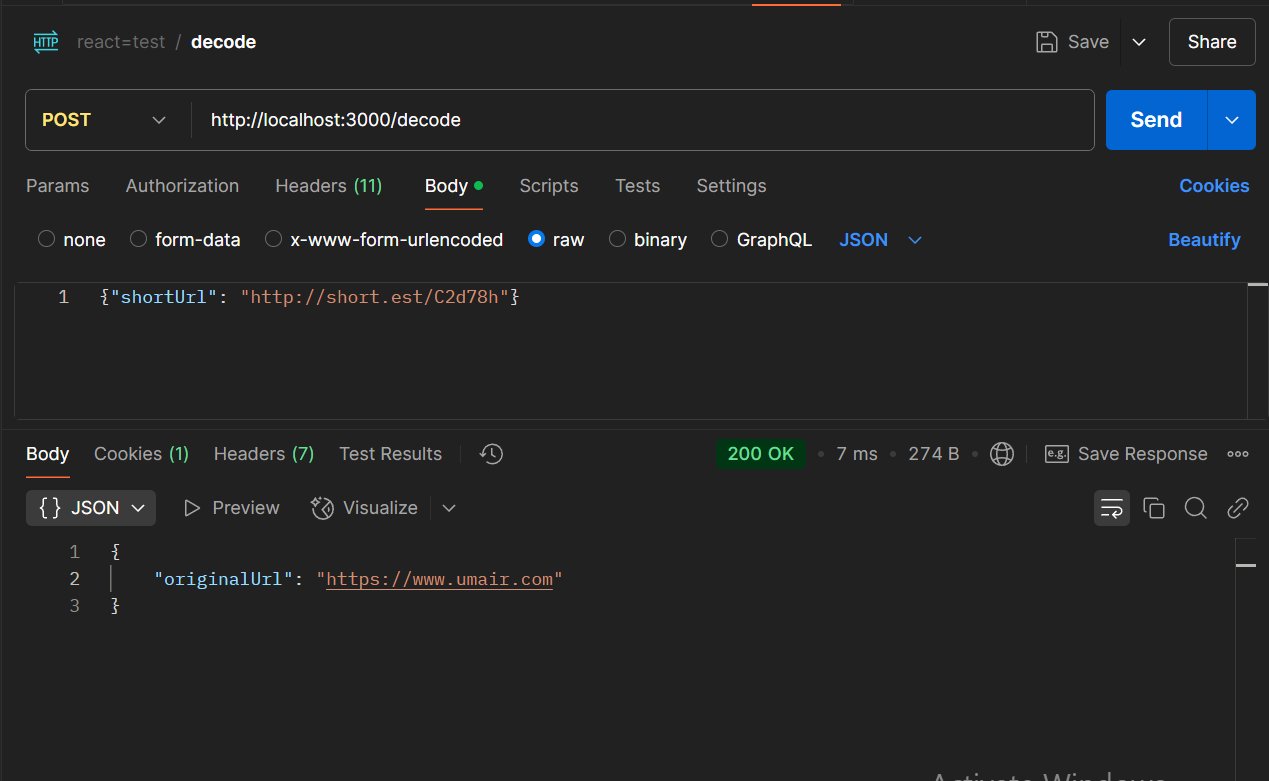 HTTP react=test / decode Save Share
POST http://localhost:3000/decode Send
Params Authorization Headers (11) Body Scripts Tests Settings Cookies
none form-data x-www-form-urlencoded raw binary GraphQL JSON Beautify
1 {"shortUrl": "http://short.est/C2d78h"}
Body Cookies (1) Headers (7) Test Results 200 OK • 7 ms • 274 B • e.g. Save Response
{} JSON Preview Visualize
1 {
2 "originalUrl": "https://www.umair.com"
3 }
Activate Windows